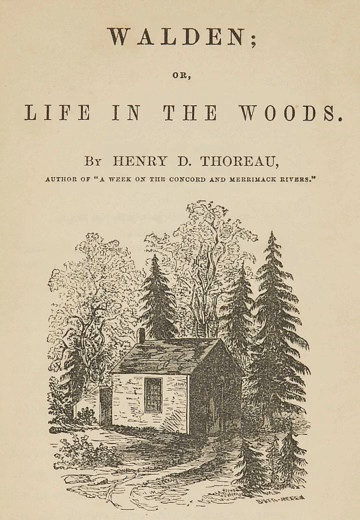 WALDEN;
OR,
LIFE IN THE WOODS.
BY HENRY D. THOREAU,
AUTHOR OF "A WEEK ON THE CONCORD AND MERRIMACK RIVERS."